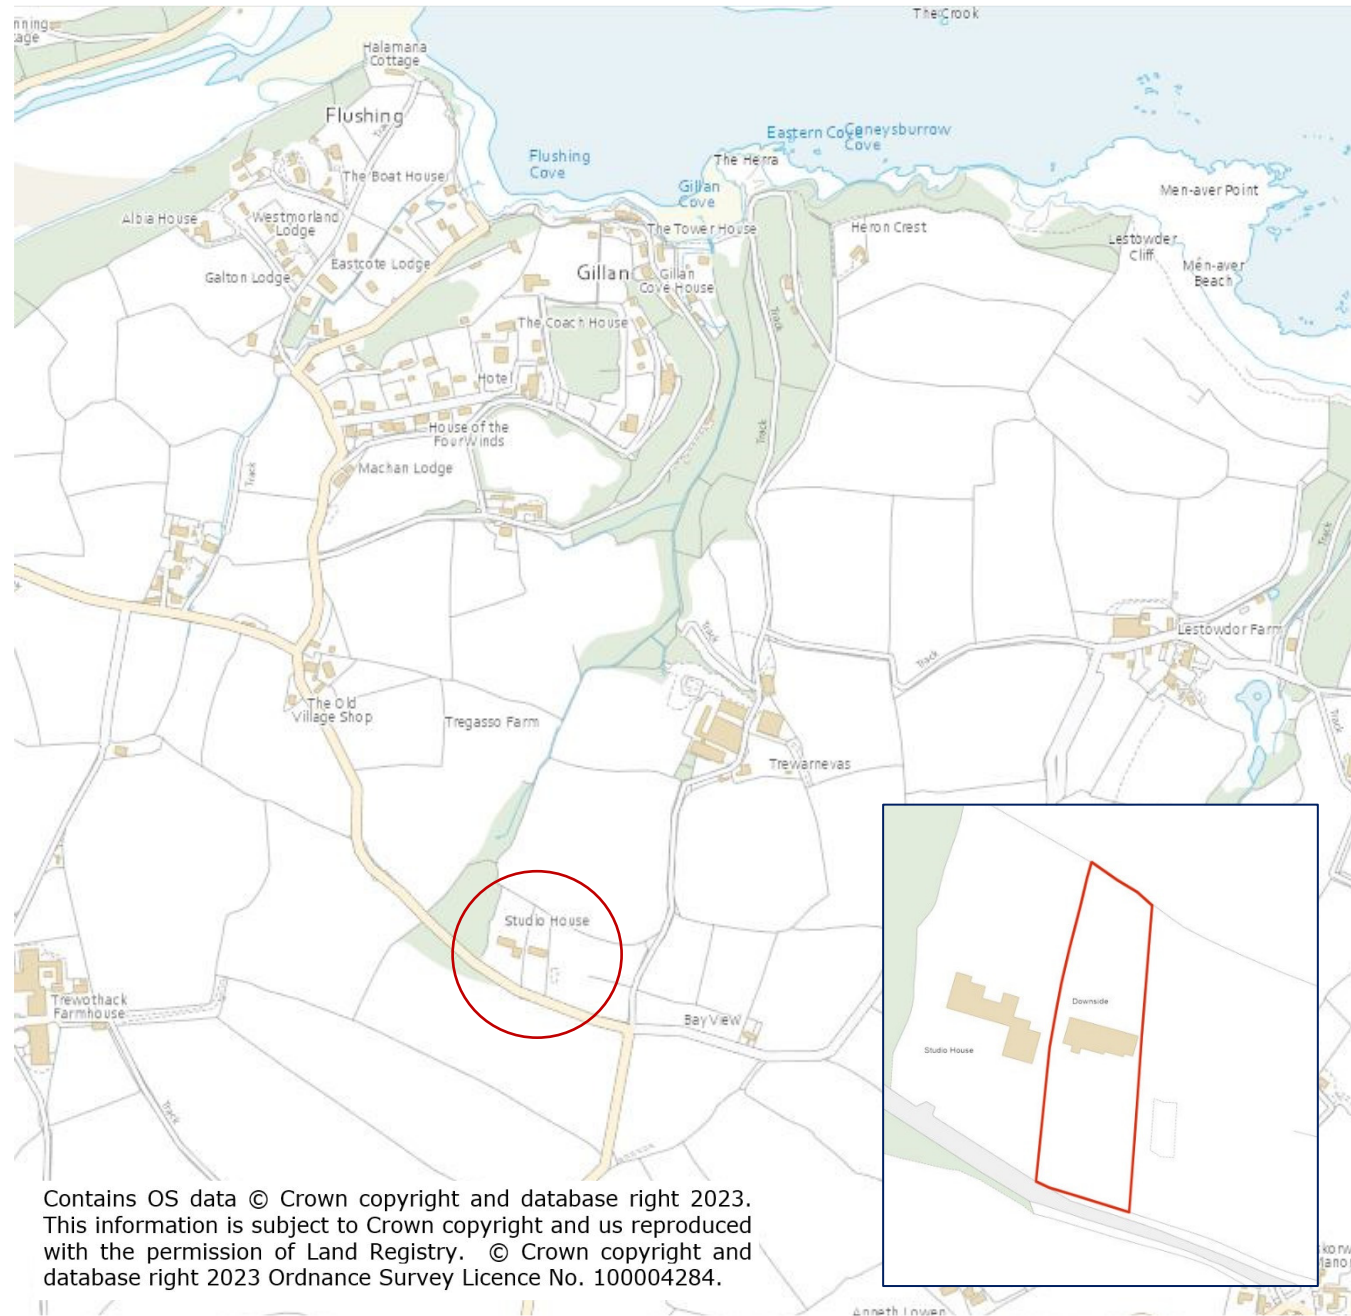 The Crook
Halamana
Cottage
Flushing
The Boat House
Flushing
Cove
Eastern Cove
Coneysburrow
Cove
The Herra
Gillan
Cove
Men-aver Point
Albia House
Westmorland
Lodge
The Tower House
Heron Crest
Lestowder
Cliff
Galton Lodge
Eastcote Lodge
Gillan
Gillan
Cove House
Men-aver
Beach
The Coach House
Track
Track
Hotel
House of the
FourWinds
Track
Machan Lodge
Track
Track
Track
Lestowdor Farm
Track
The Old
Village Shop
Tregasso Farm
Track
Trewarnevas
Studio House
Trewothack
Farmhouse
Bay View
Track
Downside
Studio House
Contains OS data © Crown copyright and database right 2023.
This information is subject to Crown copyright and us reproduced
with the permission of Land Registry. © Crown copyright and
database right 2023 Ordnance Survey Licence No. 100004284.
Anneth Lowen